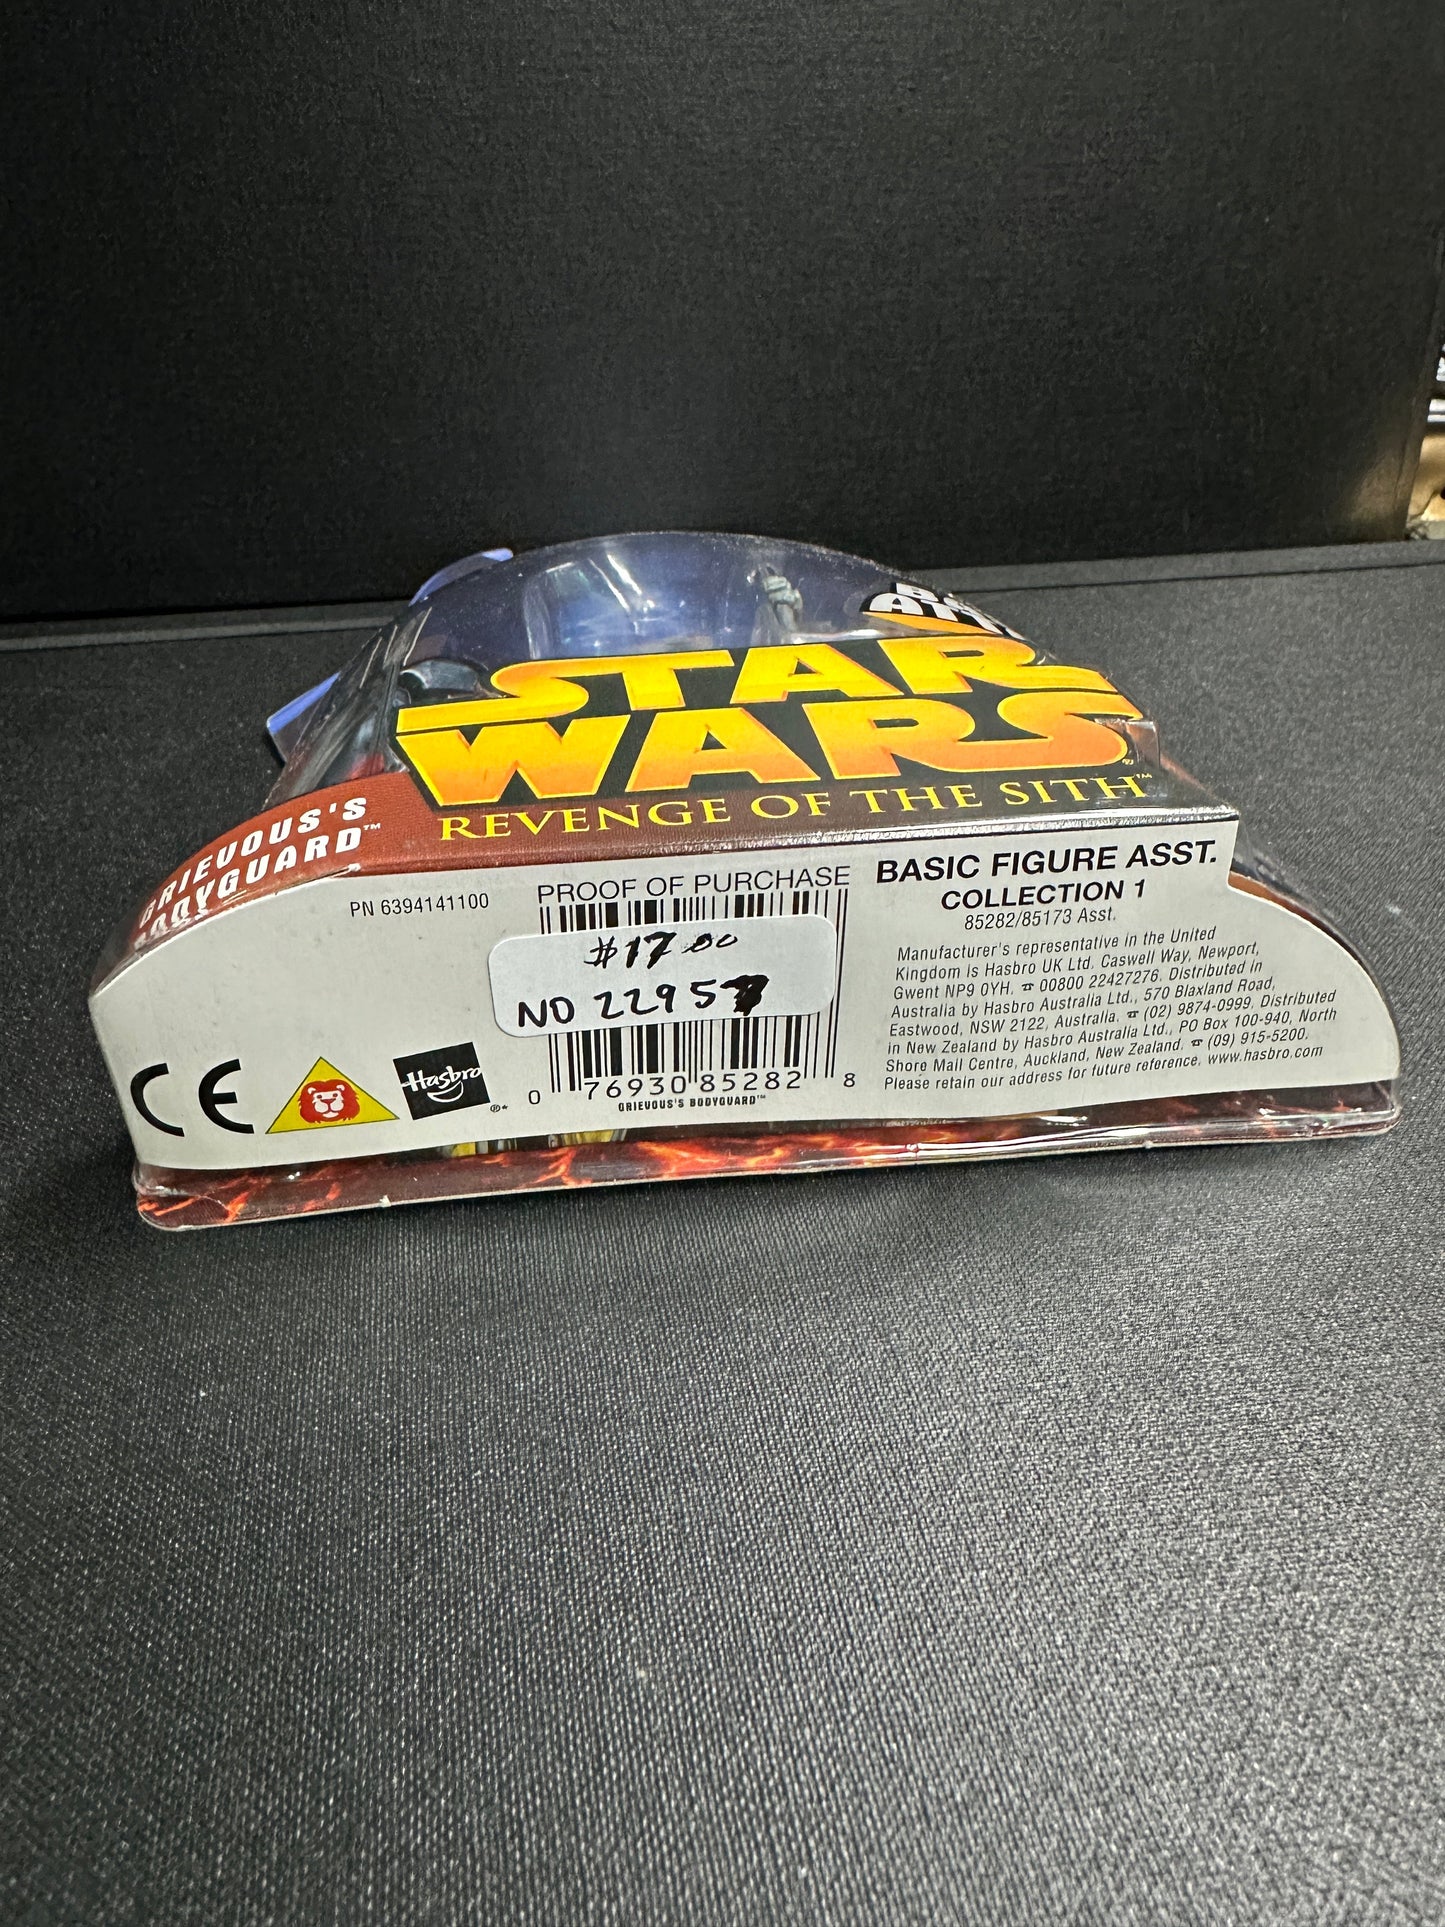 STAR
WARS
REVENGE OF THE SITH™
GRIEVOUS'S
BODYGUARD™
PN 6394141100
PROOF OF PURCHASE
$17.00
NO 22957
0 76930 85282 8
GRIEVOUS'S BODYGUARD™
CE
Hasbro
BASIC FIGURE ASST.
COLLECTION 1
85282/85173 Asst.
Manufacturer's representative in the United
Kingdom is Hasbro UK Ltd. Caswell Way, Newport,
Gwent NP9 0YH. ☎ 00800 22427276. Distributed in
Australia by Hasbro Australia Ltd., 570 Blaxland Road,
Eastwood, NSW 2122, Australia. ☎ (02) 9874-0999. Distributed
in New Zealand by Hasbro Australia Ltd., PO Box 100-940, North
Shore Mail Centre, Auckland, New Zealand. ☎ (09) 915-5200.
Please retain our address for future reference. www.hasbro.com